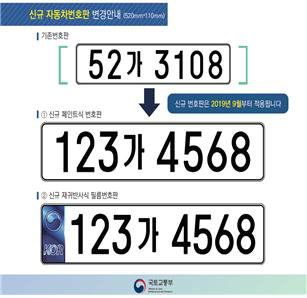 신규 자동차번호판 변경안내 (520mm*110mm)
기존번호판
52가 3108
신규 번호판은 2019년 9월부터 적용됩니다
① 신규 페인트식 번호판
123가 4568
② 신규 재귀반사식 필름번호판
KOR
123가 4568
국토교통부